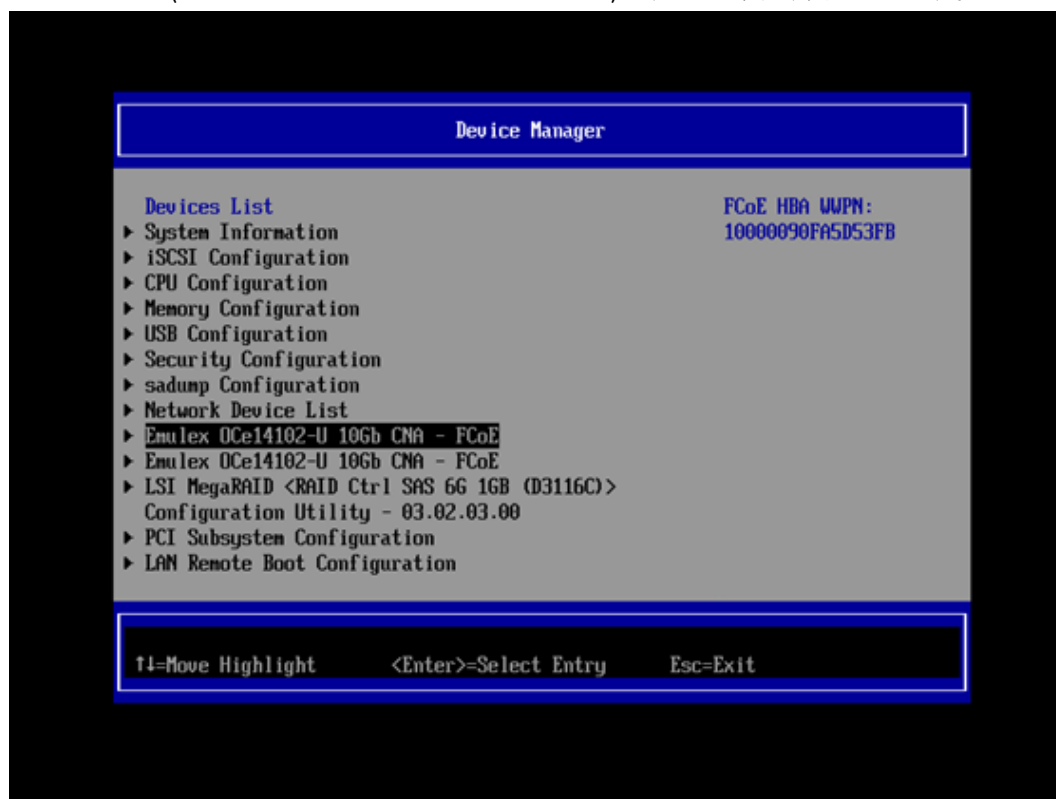 Device Manager
Devices List
FCoE HBA WWPN:
▶ System Information
10000090FA5D53FB
▶ iSCSI Configuration
▶ CPU Configuration
▶ Memory Configuration
▶ USB Configuration
▶ Security Configuration
▶ sadump Configuration
▶ Network Device List
▶ Emulex OCe14102-U 10Gb CNA - FCoE
▶ Emulex OCe14102-U 10Gb CNA - FCoE
▶ LSI MegaRAID <RAID Ctrl SAS 6G 1GB (D3116C)>
Configuration Utility - 03.02.03.00
▶ PCI Subsystem Configuration
▶ LAN Remote Boot Configuration
↑↓=Move Highlight <Enter>=Select Entry Esc=Exit